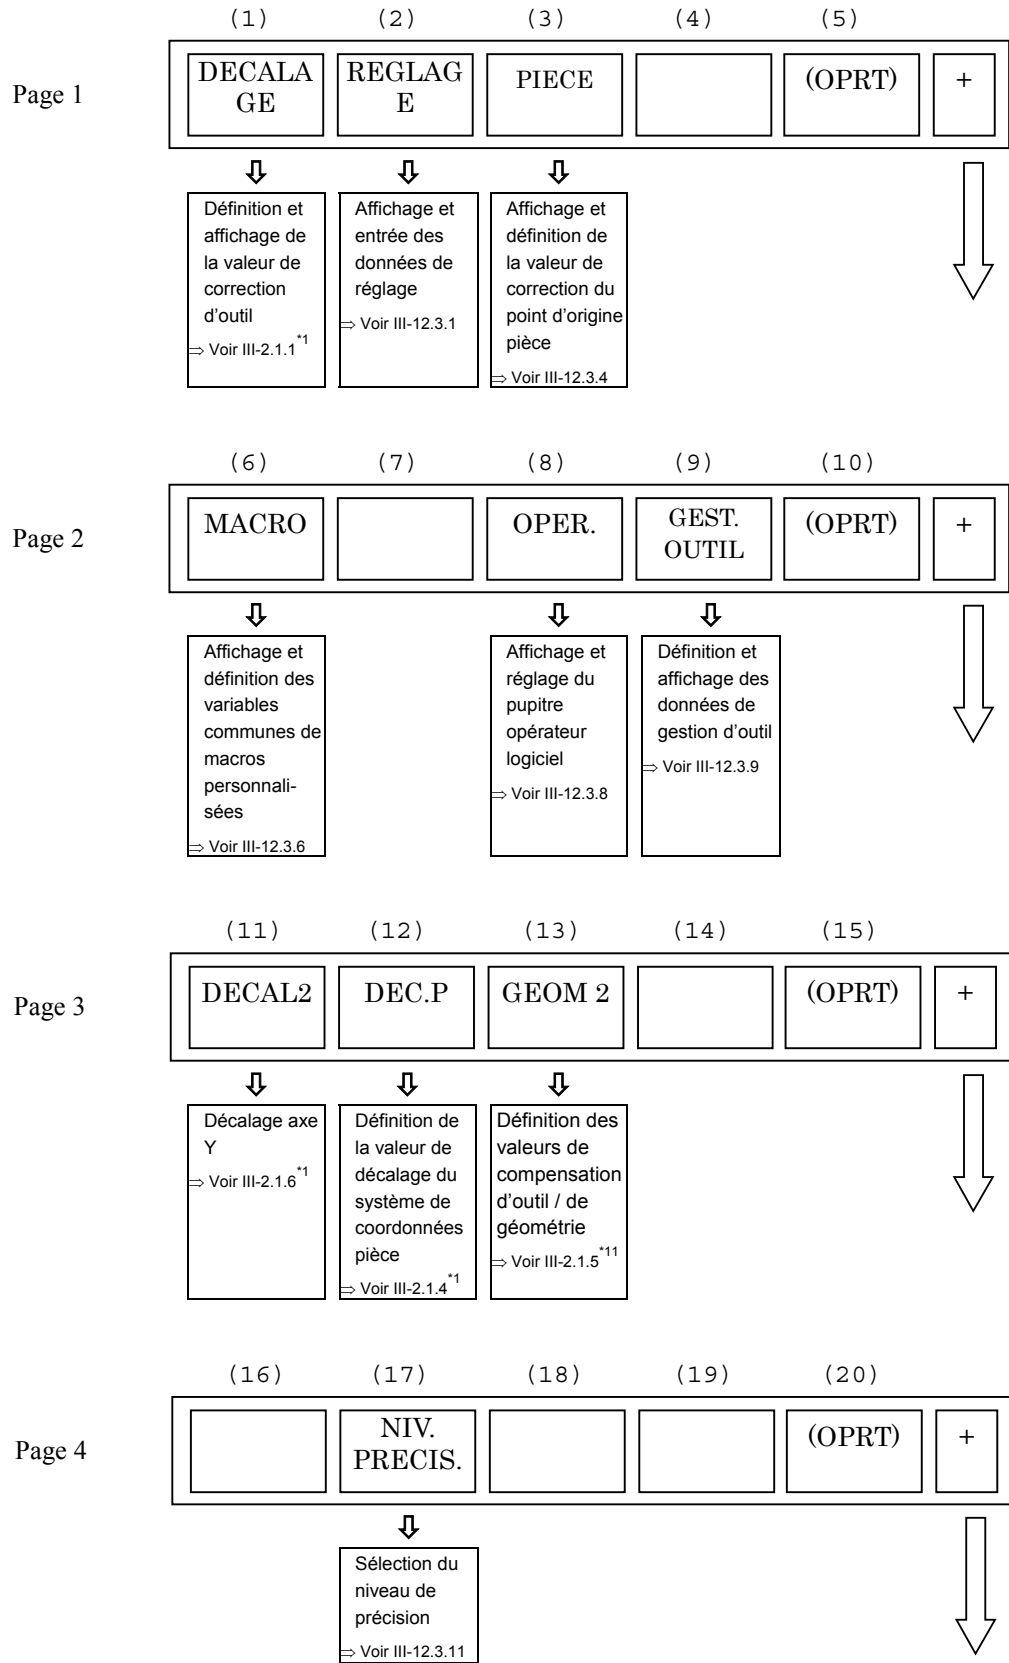 (1) (2) (3) (4) (5)
Page 1
DECALA
GE
REGLAG
E
PIECE
(OPRT)
+
Définition et
affichage de
la valeur de
correction
d'outil
⇒ Voir III-2.1.1*1
Affichage et
entrée des
données de
réglage
⇒ Voir III-12.3.1
Affichage et
définition de
la valeur de
correction du
point d'origine
pièce
⇒ Voir III-12.3.4
(6) (7) (8) (9) (10)
Page 2
MACRO
OPER.
GEST.
OUTIL
(OPRT)
+
Affichage et
définition des
variables
communes de
macros
personnali-
sées
⇒ Voir III-12.3.6
Affichage et
réglage du
pupitre
opérateur
logiciel
⇒ Voir III-12.3.8
Définition et
affichage des
données de
gestion d'outil
⇒ Voir III-12.3.9
(11) (12) (13) (14) (15)
Page 3
DECAL2
DEC.P
GEOM 2
(OPRT)
+
Décalage axe
Y
⇒ Voir III-2.1.6*1
Définition de
la valeur de
décalage du
système de
coordonnées
pièce
⇒ Voir III-2.1.4*1
Définition des
valeurs de
compensation
d'outil / de
géométrie
⇒ Voir III-2.1.5*11
(16) (17) (18) (19) (20)
Page 4
NIV.
PRECIS.
(OPRT)
+
Sélection du
niveau de
précision
⇒ Voir III-12.3.11